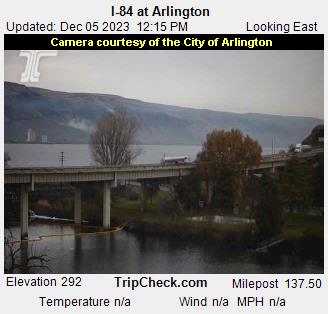 I-84 at Arlington
Updated: Dec 05 2023 12:15 PM Looking East
Camera courtesy of the City of Arlington
Elevation 292 TripCheck.com Milepost 137.50
Temperature n/a Wind n/a MPH n/a